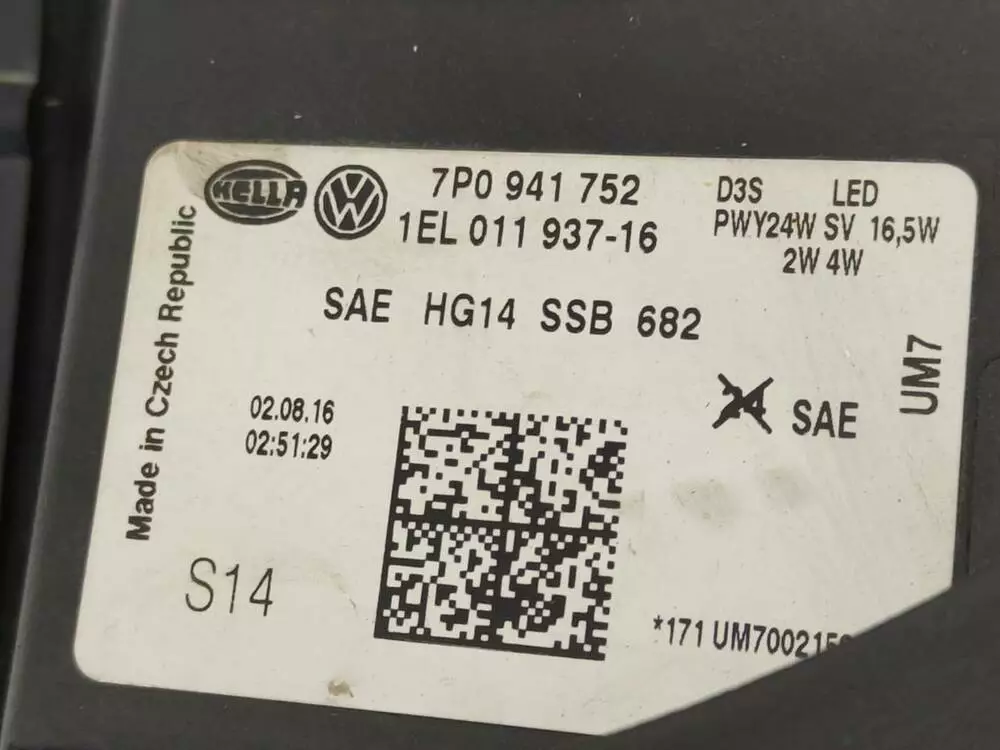 HELLA
7P0 941 752
1EL 011 937-16
D3S LED
PWY24W SV 16,5W
2W 4W
SAE HG14 SSB 682
Made in Czech Republic
02.08.16
02:51:29
24 SAE
UM7
S14
*171 UM700215